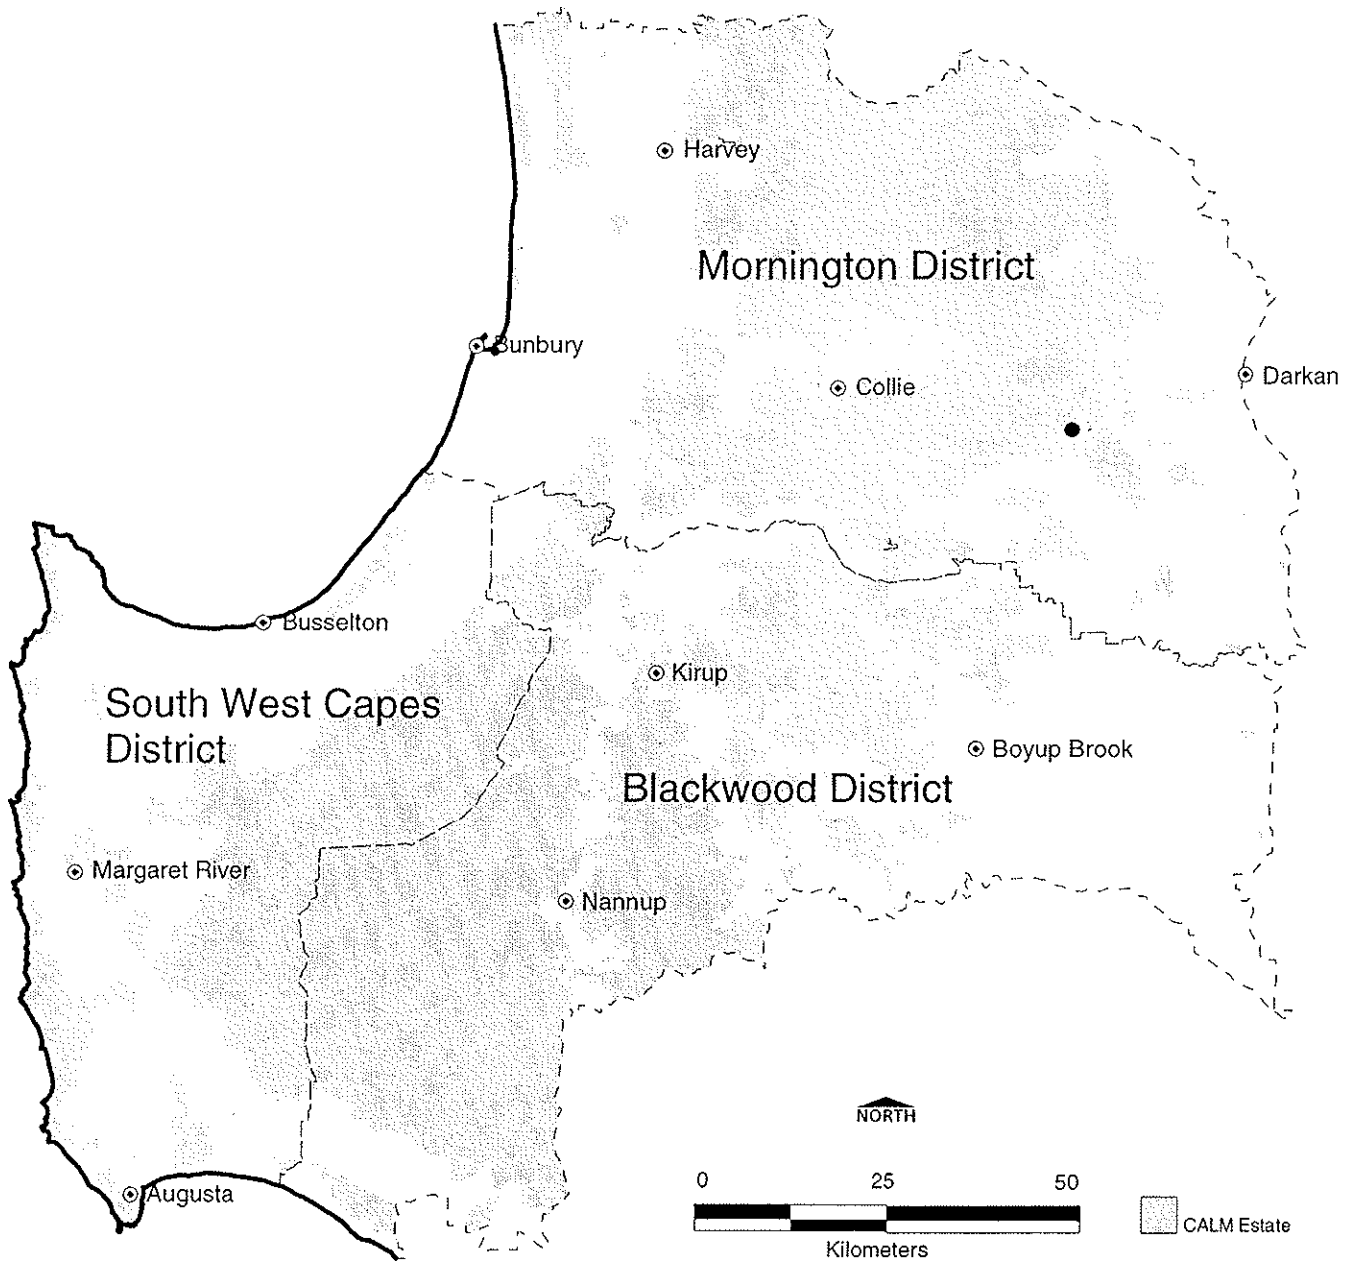 Harvey
Mornington District
Bunbury
Collie
Darkan
Busselton
Kirup
South West Capes
District
Boyup Brook
Blackwood District
Margaret River
Nannup
NORTH
0 25 50
Augusta
CALM Estate
Kilometers